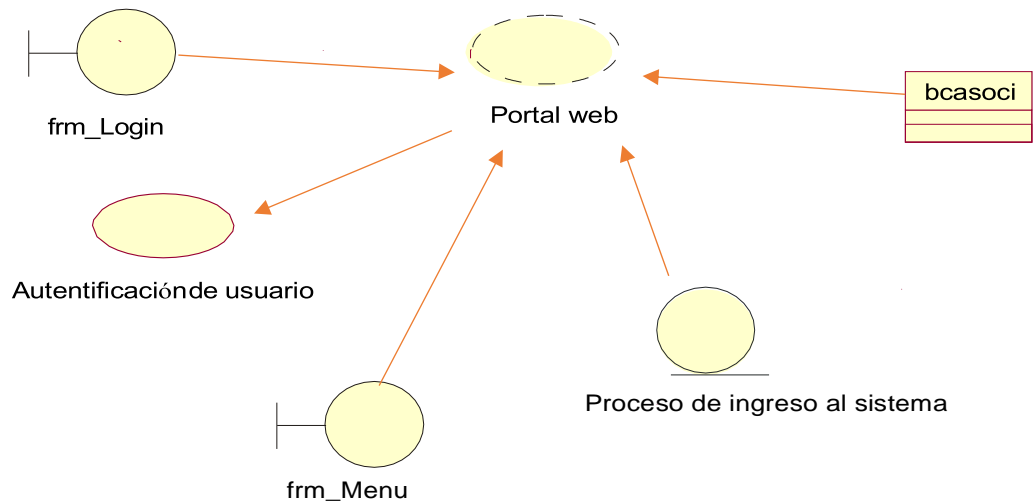 bcasoci
Portal web
frm_Login
Autentificaciónde usuario
Proceso de ingreso al sistema
frm_Menu